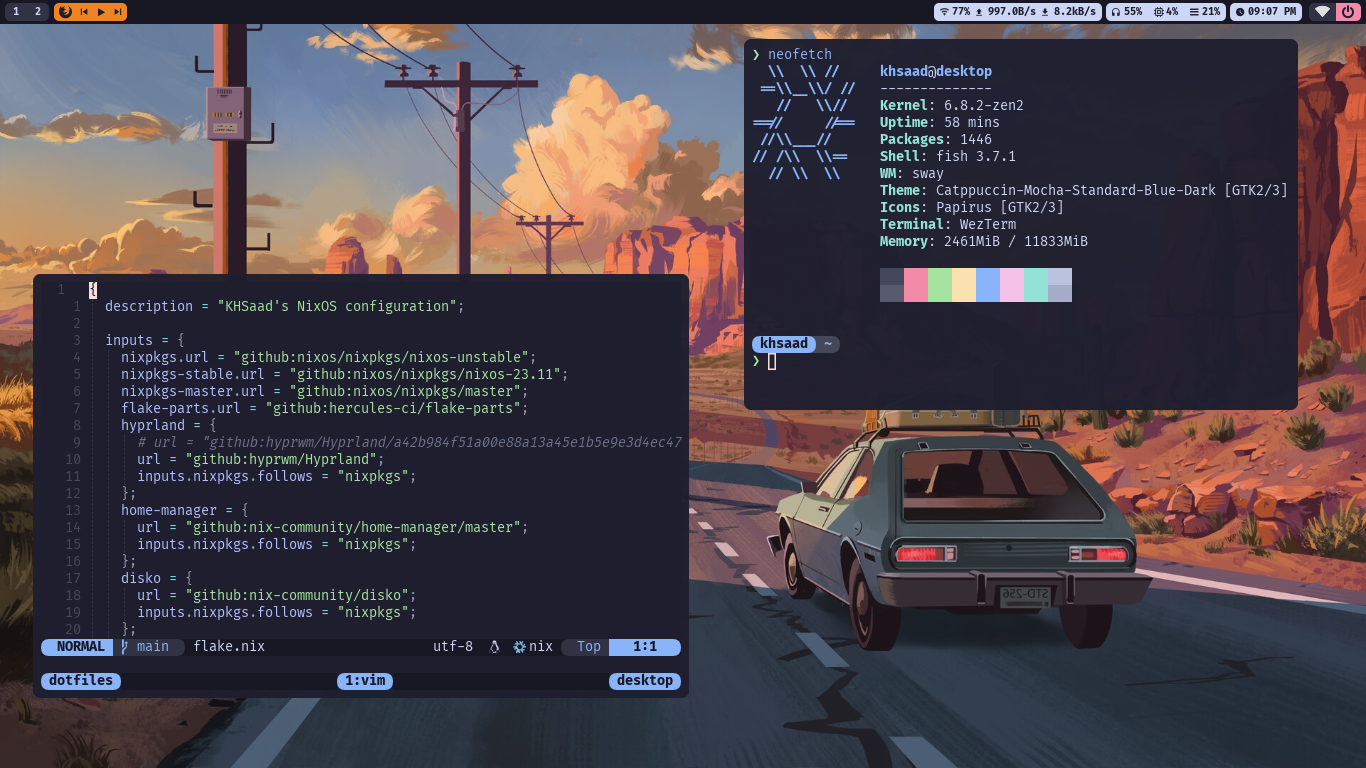 1 2
77% 997.0B/s 8.2kB/s 55% 4% 21% 09:07 PM
❯ neofetch
  \\  \\ //
 ==\\__\\/ //
   //   \\//
==//     //==
 //\\___//
// /\\  \\==
  // \\  \\
khsaad@desktop
--------------
Kernel: 6.8.2-zen2
Uptime: 58 mins
Packages: 1446
Shell: fish 3.7.1
WM: sway
Theme: Catppuccin-Mocha-Standard-Blue-Dark [GTK2/3]
Icons: Papirus [GTK2/3]
Terminal: WezTerm
Memory: 2461MiB / 11833MiB
khsaad ~
❯
1 {
1 description = "KHSaad's NixOS configuration";
2
3 inputs = {
4 nixpkgs.url = "github:nixos/nixpkgs/nixos-unstable";
5 nixpkgs-stable.url = "github:nixos/nixpkgs/nixos-23.11";
6 nixpkgs-master.url = "github:nixos/nixpkgs/master";
7 flake-parts.url = "github:hercules-ci/flake-parts";
8 hyprland = {
9 # url = "github:hyprwm/Hyprland/a42b984f51a00e88a13a45e1b5e9e3d4ec47
10 url = "github:hyprwm/Hyprland";
11 inputs.nixpkgs.follows = "nixpkgs";
12 };
13 home-manager = {
14 url = "github:nix-community/home-manager/master";
15 inputs.nixpkgs.follows = "nixpkgs";
16 };
17 disko = {
18 url = "github:nix-community/disko";
19 inputs.nixpkgs.follows = "nixpkgs";
20 };
NORMAL main flake.nix utf-8 nix Top 1:1
dotfiles 1:vim desktop
STD-256